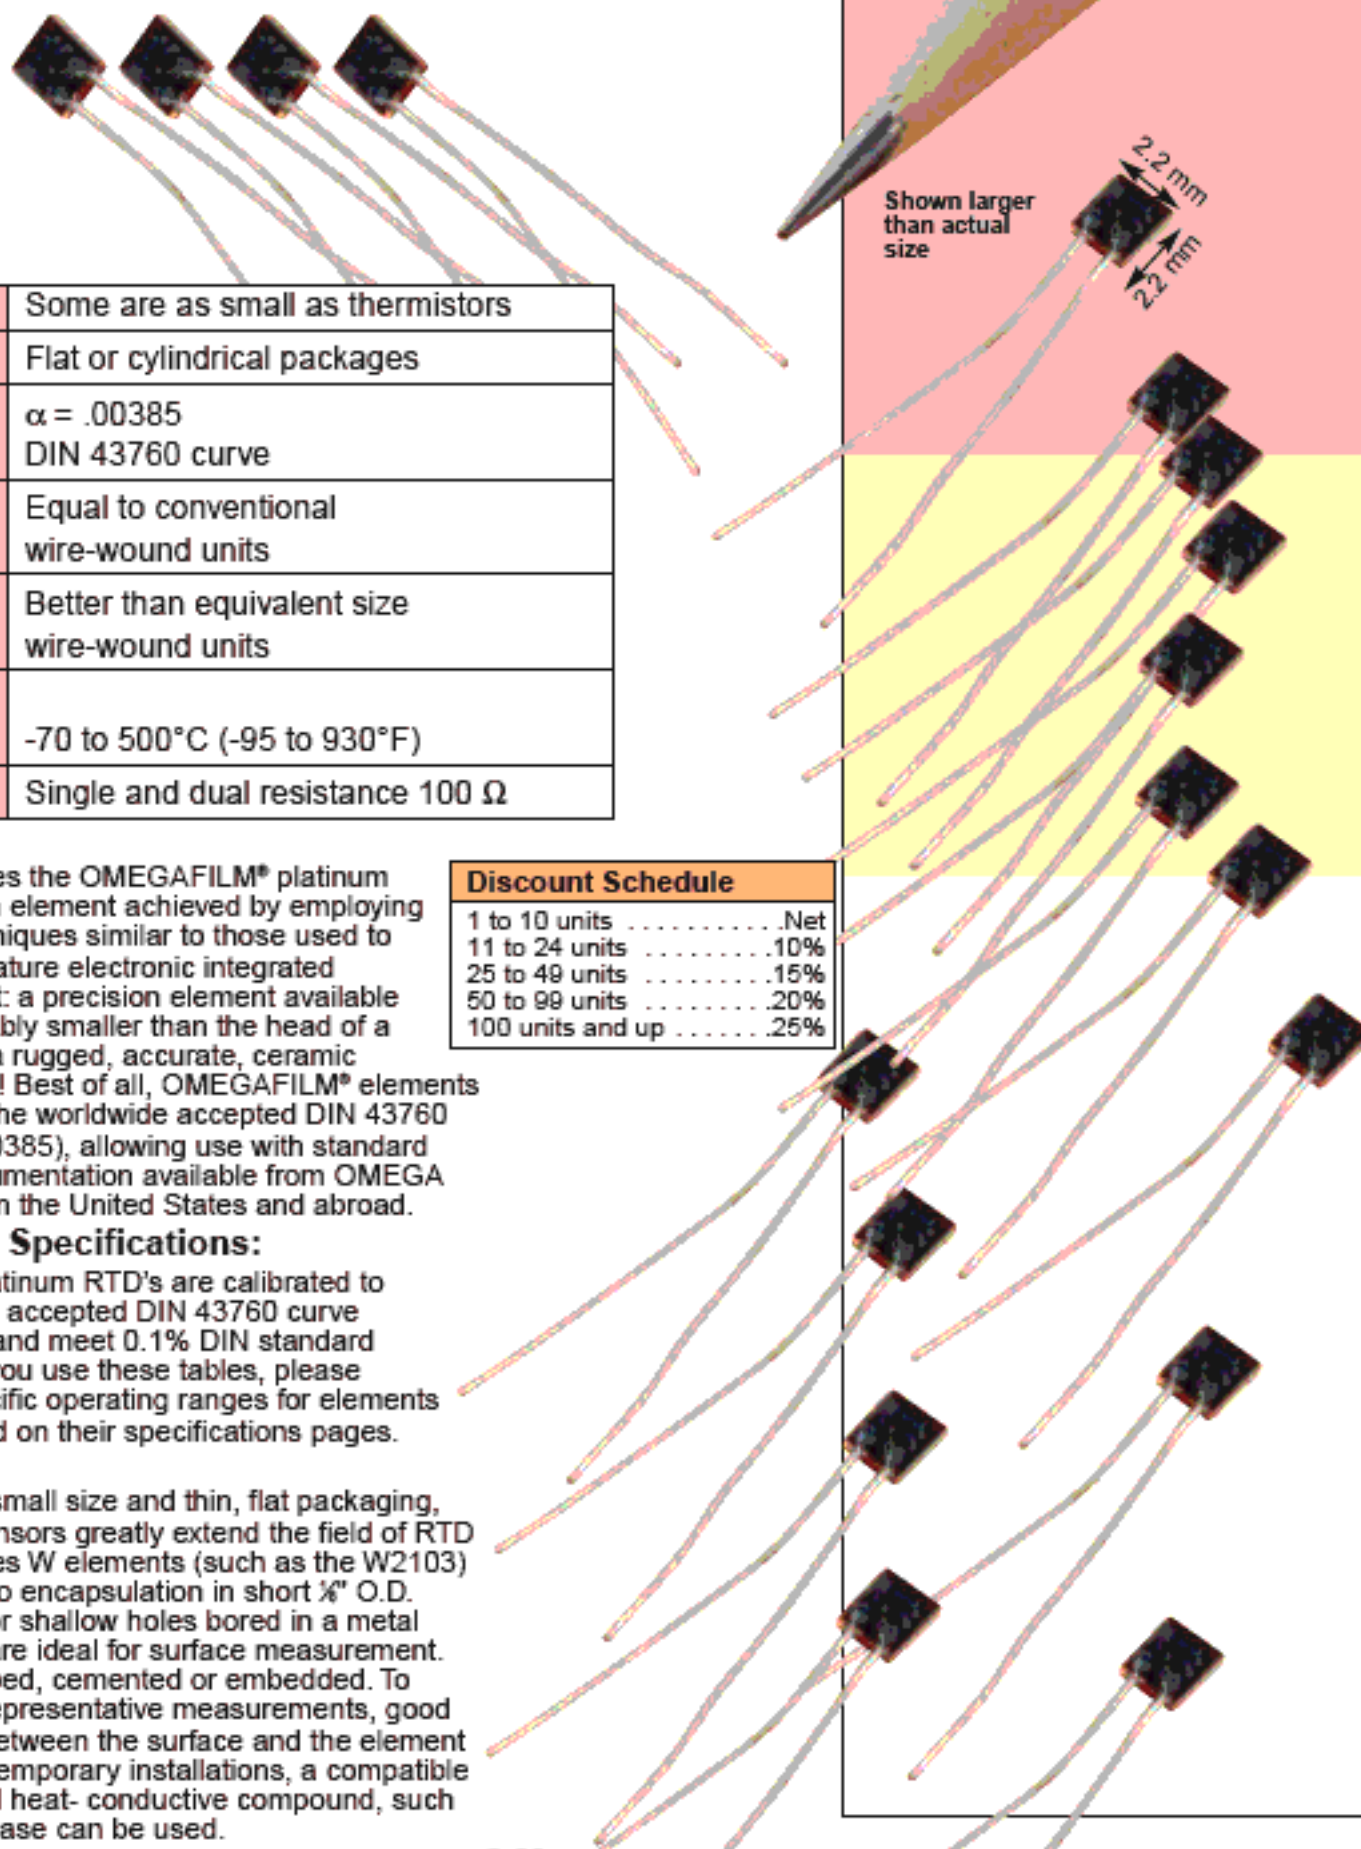 2.2 mm
2.2 mm
Shown larger
than actual
size
Some are as small as thermistors
Flat or cylindrical packages
α = .00385
DIN 43760 curve
Equal to conventional
wire-wound units
Better than equivalent size
wire-wound units
-70 to 500°C (-95 to 930°F)
Single and dual resistance 100 Ω
es the OMEGAFILM® platinum
element achieved by employing
niques similar to those used to
ature electronic integrated
t: a precision element available
bly smaller than the head of a
a rugged, accurate, ceramic
! Best of all, OMEGAFILM® elements
he worldwide accepted DIN 43760
0385), allowing use with standard
umentation available from OMEGA
n the United States and abroad.
Discount Schedule
1 to 10 units ...........Net
11 to 24 units .........10%
25 to 49 units .........15%
50 to 99 units .........20%
100 units and up .......25%
Specifications:
atinum RTD's are calibrated to
accepted DIN 43760 curve
and meet 0.1% DIN standard
you use these tables, please
cific operating ranges for elements
d on their specifications pages.
small size and thin, flat packaging,
nsors greatly extend the field of RTD
es W elements (such as the W2103)
o encapsulation in short ⅛" O.D.
or shallow holes bored in a metal
are ideal for surface measurement.
ped, cemented or embedded. To
epresentative measurements, good
etween the surface and the element
temporary installations, a compatible
d heat- conductive compound, such
ase can be used.